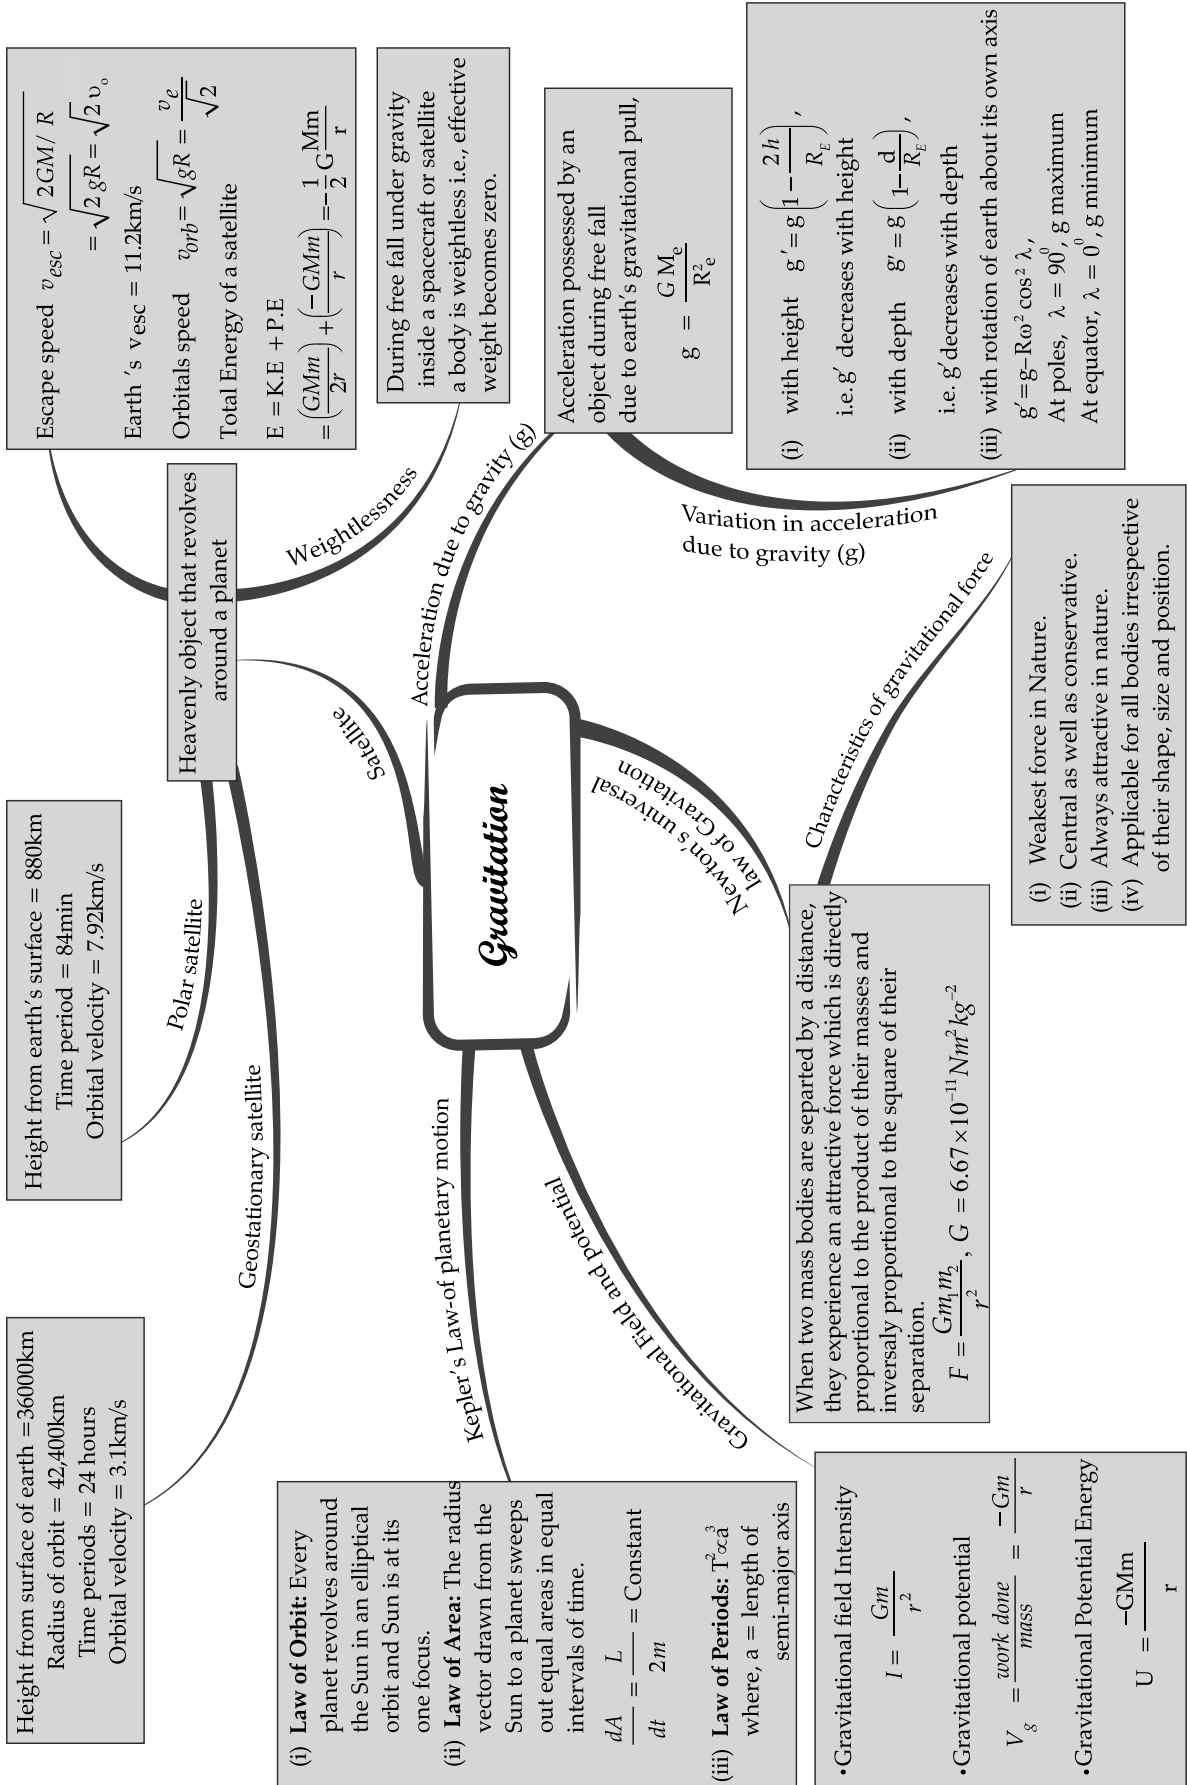 Gravitation
Satellite
Heavenly object that revolves
around a planet
Geostationary satellite
Height from surface of earth =36000km
Radius of orbit = 42,400km
Time periods = 24 hours
Orbital velocity = 3.1km/s
Polar satellite
Height from earth's surface = 880km
Time period = 84min
Orbital velocity = 7.92km/s
Escape speed v_esc = √2GM/ R
= √2 gR = √2 υ_o
Earth 's v esc = 11.2km/s
Orbitals speed v_orb = √gR = v_e / √2
Total Energy of a satellite
E = K.E + P.E
= (GMm / 2r) + (−GMm / r) = −1/2 G Mm / r
Weightlessness
During free fall under gravity
inside a spacecraft or satellite
a body is weightless i.e., effective
weight becomes zero.
Acceleration due to gravity (g)
Acceleration possessed by an
object during free fall
due to earth's gravitational pull,
g = G M_e / R²_e
Variation in acceleration
due to gravity (g)
(i) with height g′ = g (1 − 2h / R_E) ,
i.e. g′ decreases with height
(ii) with depth g′ = g (1 − d / R_E) ,
i.e. g′ decreases with depth
(iii) with rotation of earth about its own axis
g′ = g–Rω² cos² λ ,
At poles, λ = 90⁰, g maximum
At equator, λ = 0⁰, g minimum
Newton's universal
law of Gravitation
When two mass bodies are separted by a distance,
they experience an attractive force which is directly
proportional to the product of their masses and
inversaly proportional to the square of their
separation.
F = Gm₁m₂ / r² , G = 6.67×10⁻¹¹ Nm² kg⁻²
Characteristics of gravitational force
(i) Weakest force in Nature.
(ii) Central as well as conservative.
(iii) Always attractive in nature.
(iv) Applicable for all bodies irrespective
of their shape, size and position.
Kepler's Law-of planetary motion
(i) Law of Orbit: Every
planet revolves around
the Sun in an elliptical
orbit and Sun is at its
one focus.
(ii) Law of Area: The radius
vector drawn from the
Sun to a planet sweeps
out equal areas in equal
intervals of time.
dA / dt = L / 2m = Constant
(iii) Law of Periods: T²∝a³
where, a = length of
semi-major axis
Gravitational Field and potential
•Gravitational field Intensity
I = Gm / r²
•Gravitational potential
V_g = work done / mass = −Gm / r
•Gravitational Potential Energy
U = −GMm / r